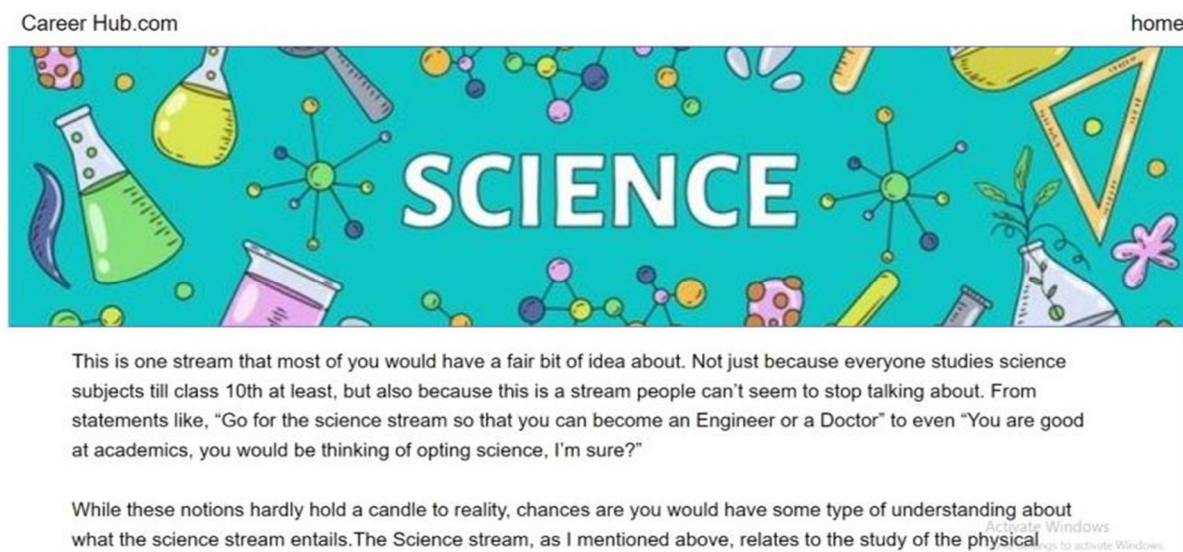 Career Hub.com
home
SCIENCE
This is one stream that most of you would have a fair bit of idea about. Not just because everyone studies science
subjects till class 10th at least, but also because this is a stream people can’t seem to stop talking about. From
statements like, “Go for the science stream so that you can become an Engineer or a Doctor” to even “You are good
at academics, you would be thinking of opting science, I’m sure?”
While these notions hardly hold a candle to reality, chances are you would have some type of understanding about
what the science stream entails.The Science stream, as I mentioned above, relates to the study of the physical
Activate Windows
to activate Windows.